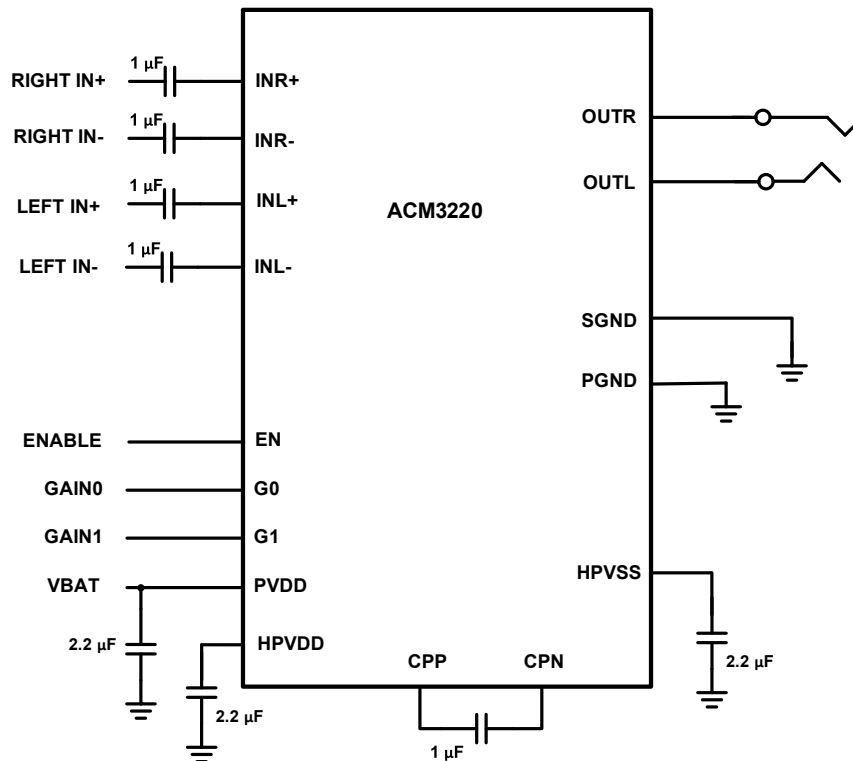 1 µF
RIGHT IN+
INR+
1 µF
RIGHT IN-
INR-
1 µF
LEFT IN+
INL+
1 µF
LEFT IN-
INL-
ACM3220
OUTR
OUTL
SGND
PGND
ENABLE
EN
GAIN0
G0
GAIN1
G1
VBAT
PVDD
HPVSS
2.2 µF
HPVDD
2.2 µF
CPP
CPN
2.2 µF
1 µF